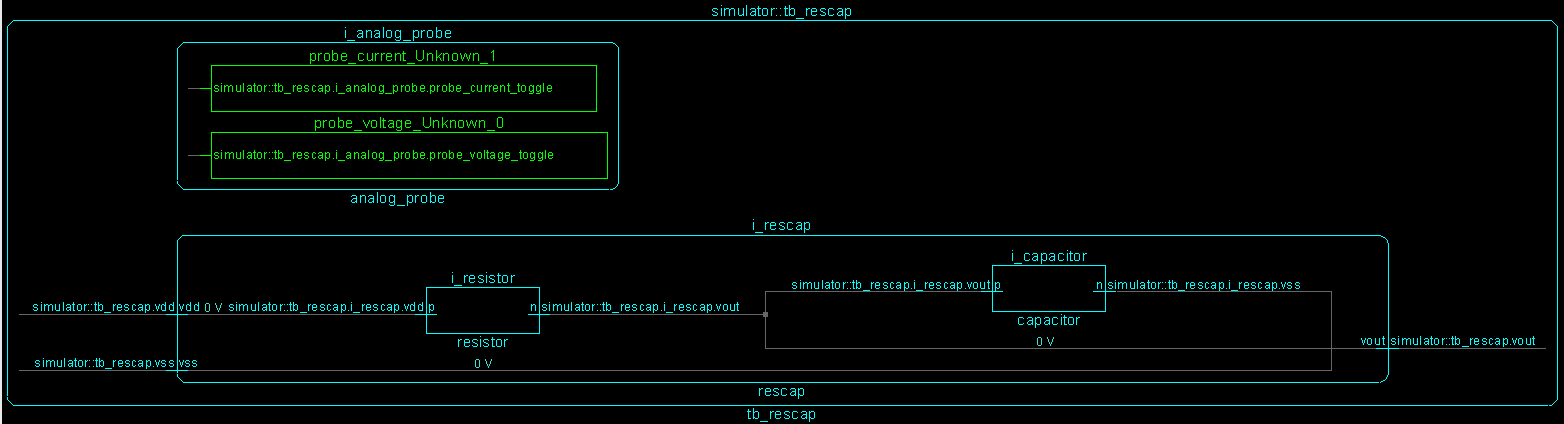 simulator::tb_rescap
i_analog_probe
probe_current_Unknown_1
simulator::tb_rescap.i_analog_probe.probe_current_toggle
probe_voltage_Unknown_0
simulator::tb_rescap.i_analog_probe.probe_voltage_toggle
analog_probe
i_rescap
i_capacitor
i_resistor
simulator::tb_rescap.i_rescap.vout p
n simulator::tb_rescap.i_rescap.vss
simulator::tb_rescap.vdd vdd 0 V simulator::tb_rescap.i_rescap.vdd p
n simulator::tb_rescap.i_rescap.vout
capacitor
resistor
0 V
vout simulator::tb_rescap.vout
simulator::tb_rescap.vss vss
0 V
rescap
tb_rescap